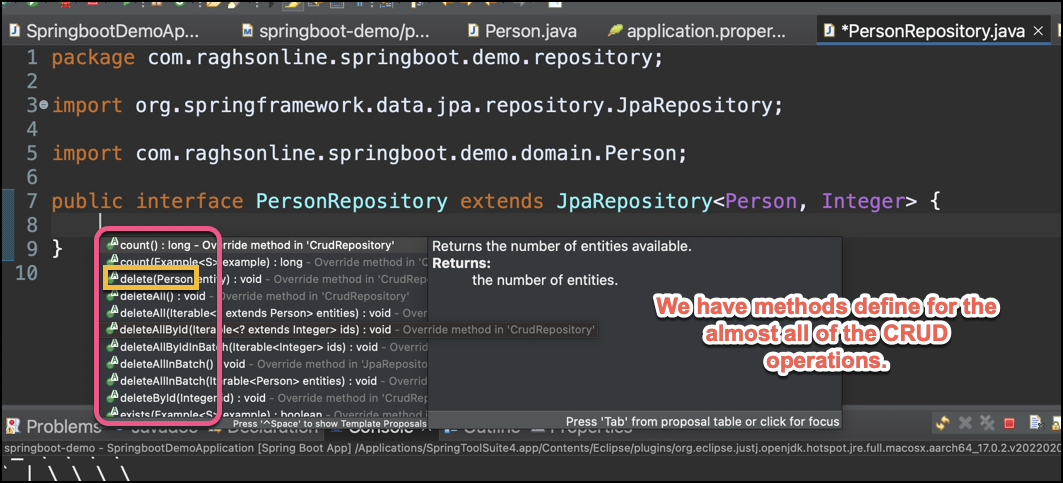 SpringbootDemoAp...
springboot-demo/p...
Person.java
application.proper...
*PersonRepository.java
1 package com.raghsonline.springboot.demo.repository;
2
3 import org.springframework.data.jpa.repository.JpaRepository;
4
5 import com.raghsonline.springboot.demo.domain.Person;
6
7 public interface PersonRepository extends JpaRepository<Person, Integer> {
8
9 }
10
count() : long - Override method in 'CrudRepository'
count(Example<S> example) : long - Override method in 'C
delete(Person entity) : void - Override method in 'CrudRepo
deleteAll() : void - Override method in 'CrudRepository'
deleteAll(Iterable<? extends Person> entities) : void - Overr
deleteAllById(Iterable<? extends Integer> ids) : void - Override method in 'CrudRepository'
deleteAllByIdInBatch(Iterable<Integer> ids) : void - Override
deleteAllInBatch() : void - Override method in 'JpaRepositor
deleteAllInBatch(Iterable<Person> entities) : void - Override
deleteById(Integer id) : void - Override method in 'CrudRep
exists(Example<S> example) : boolean - Override method
Press '^Space' to show Template Proposals
Returns the number of entities available.
Returns:
the number of entities.
Press 'Tab' from proposal table or click for focus
We have methods define for the
almost all of the CRUD
operations.
Problems
Javadoc
Declaration
Console
Outline
Properties
springboot-demo - SpringbootDemoApplication [Spring Boot App] /Applications/SpringToolSuite4.app/Contents/Eclipse/plugins/org.eclipse.justj.openjdk.hotspot.jre.full.macosx.aarch64_17.0.2.v2022020